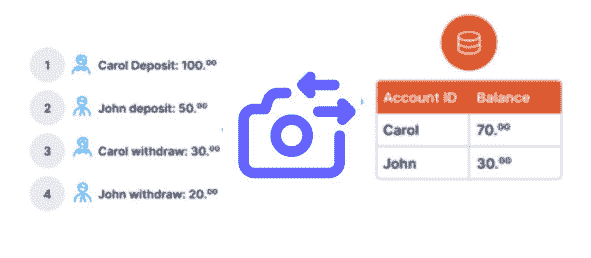 1 Carol Deposit: 100.⁰⁰
2 John deposit: 50.⁰⁰
3 Carol withdraw: 30.⁰⁰
4 John withdraw: 20.⁰⁰
Account ID Balance
Carol 70.⁰⁰
John 30.⁰⁰